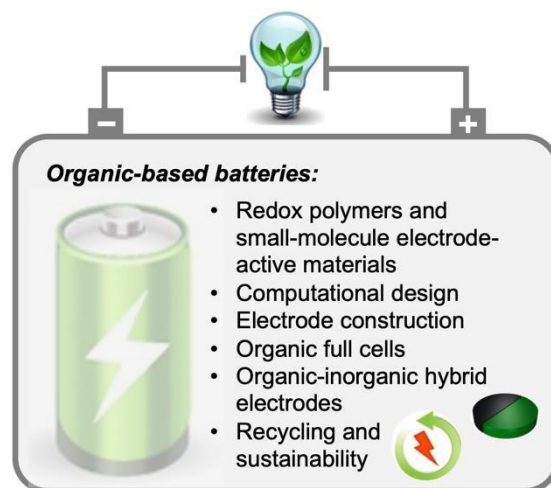 − +
Organic-based batteries:
• Redox polymers and
small-molecule electrode-
active materials
• Computational design
• Electrode construction
• Organic full cells
• Organic-inorganic hybrid
electrodes
• Recycling and
sustainability